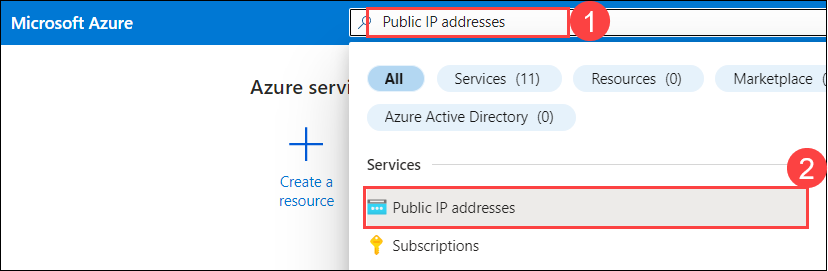 Microsoft Azure
Public IP addresses
1
All
Services (11)
Resources (0)
Marketplace (
Azure Active Directory (0)
Azure servi
Create a
resource
Services
2
Public IP addresses
Subscriptions